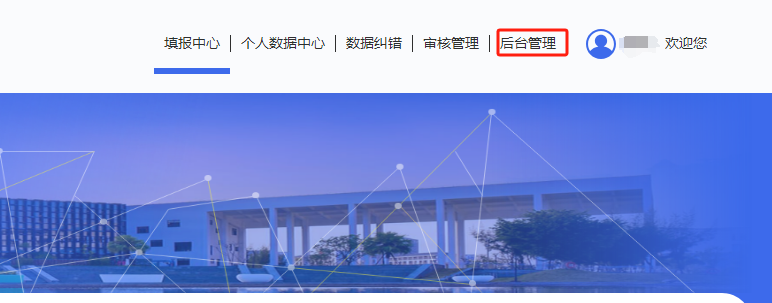 填报中心 | 个人数据中心 | 数据纠错 | 审核管理 | 后台管理 欢迎您